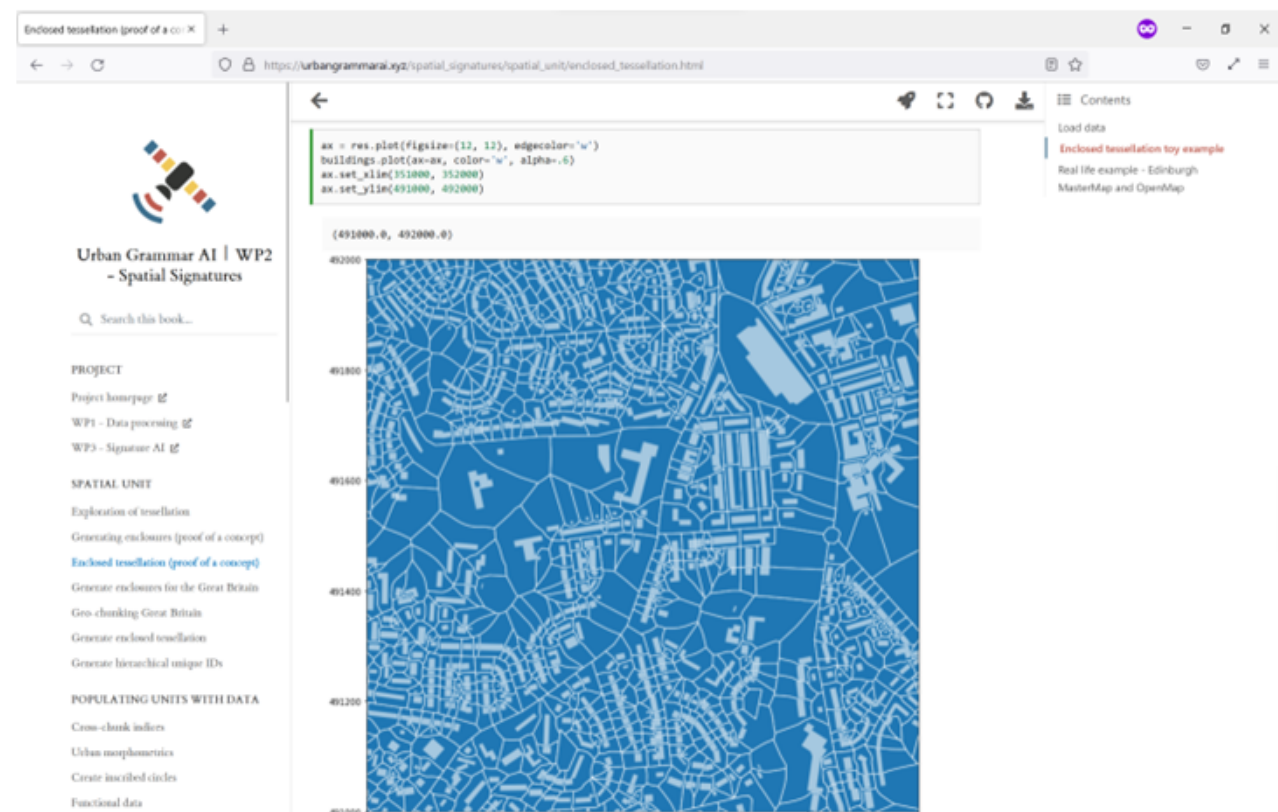 Enclosed tessellation (proof of a co
https://urbangrammarai.xyz/spatial_signatures/spatial_unit/enclosed_tessellation.html
Urban Grammar AI | WP2
- Spatial Signatures
Search this book...
PROJECT
Project homepage
WP1 - Data processing
WP3 - Signature AI
SPATIAL UNIT
Exploration of tessellation
Generating enclosures (proof of a concept)
Enclosed tessellation (proof of a concept)
Generate enclosures for the Great Britain
Geo-chunking Great Britain
Generate enclosed tessellation
Generate hierarchical unique IDs
POPULATING UNITS WITH DATA
Cross-chunk indices
Urban morphometrics
Create inscribed circles
Functional data
ax = res.plot(figsize=(12, 12), edgecolor='w')
buildings.plot(ax=ax, color='w', alpha=.6)
ax.set_xlim(351000, 352000)
ax.set_ylim(491000, 492000)
(491000.0, 492000.0)
492000
491800
491600
491400
491200
Contents
Load data
Enclosed tessellation toy example
Real life example - Edinburgh
MasterMap and OpenMap